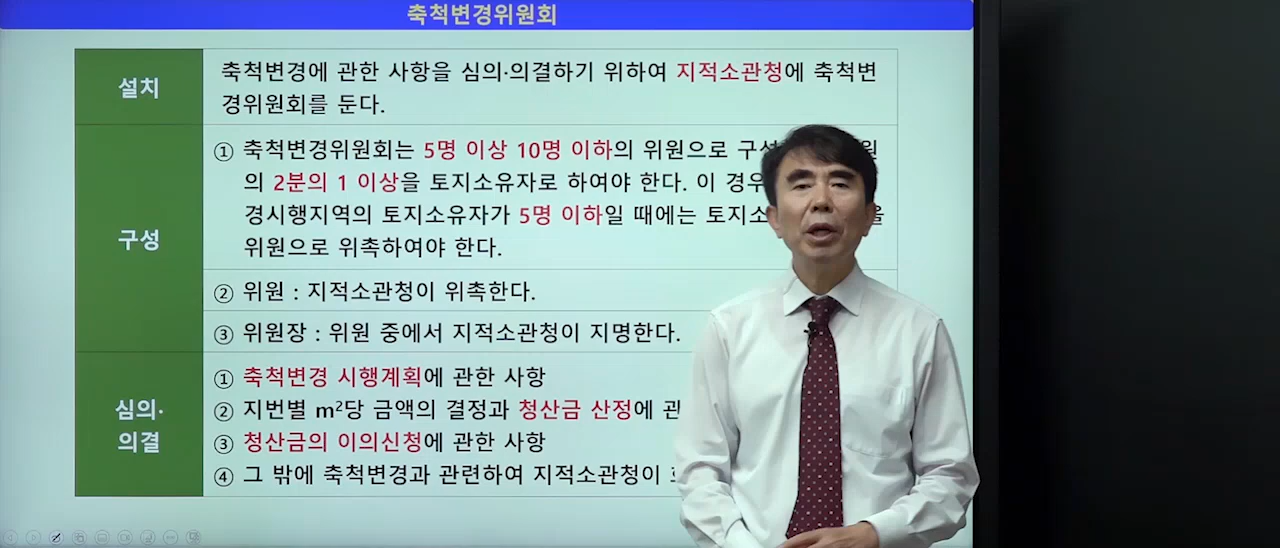 축척변경위원회
설치
축척변경에 관한 사항을 심의·의결하기 위하여 지적소관청에 축척변
경위원회를 둔다.
구성
① 축척변경위원회는 5명 이상 10명 이하의 위원으로 구성
의 2분의 1 이상을 토지소유자로 하여야 한다. 이 경우
경시행지역의 토지소유자가 5명 이하일 때에는 토지소 을
위원으로 위촉하여야 한다.
② 위원 : 지적소관청이 위촉한다.
③ 위원장 : 위원 중에서 지적소관청이 지명한다.
심의·
의결
① 축척변경 시행계획에 관한 사항
② 지번별 m²당 금액의 결정과 청산금 산정에 관
③ 청산금의 이의신청에 관한 사항
④ 그 밖에 축척변경과 관련하여 지적소관청이